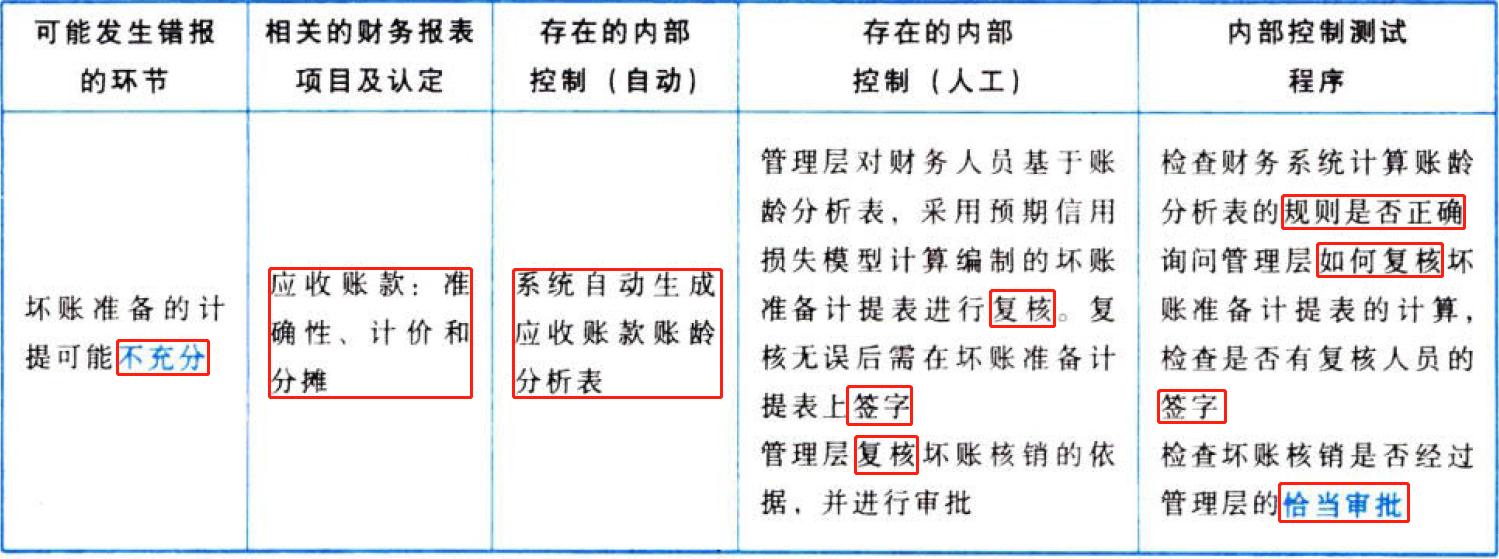 可能发生错报
的环节
相关的财务报表
项目及认定
存在的内部
控制（自动）
存在的内部
控制（人工）
内部控制测试
程序
坏账准备的计
提可能不充分
应收账款：准
确性、计价和
分摊
系统自动生成
应收账款账龄
分析表
管理层对财务人员基于账
龄分析表，采用预期信用
损失模型计算编制的坏账
准备计提表进行复核。复
核无误后需在坏账准备计
提表上签字
管理层复核坏账核销的依
据，并进行审批
检查财务系统计算账龄
分析表的规则是否正确
询问管理层如何复核坏
账准备计提表的计算，
检查是否有复核人员的
签字
检查坏账核销是否经过
管理层的恰当审批